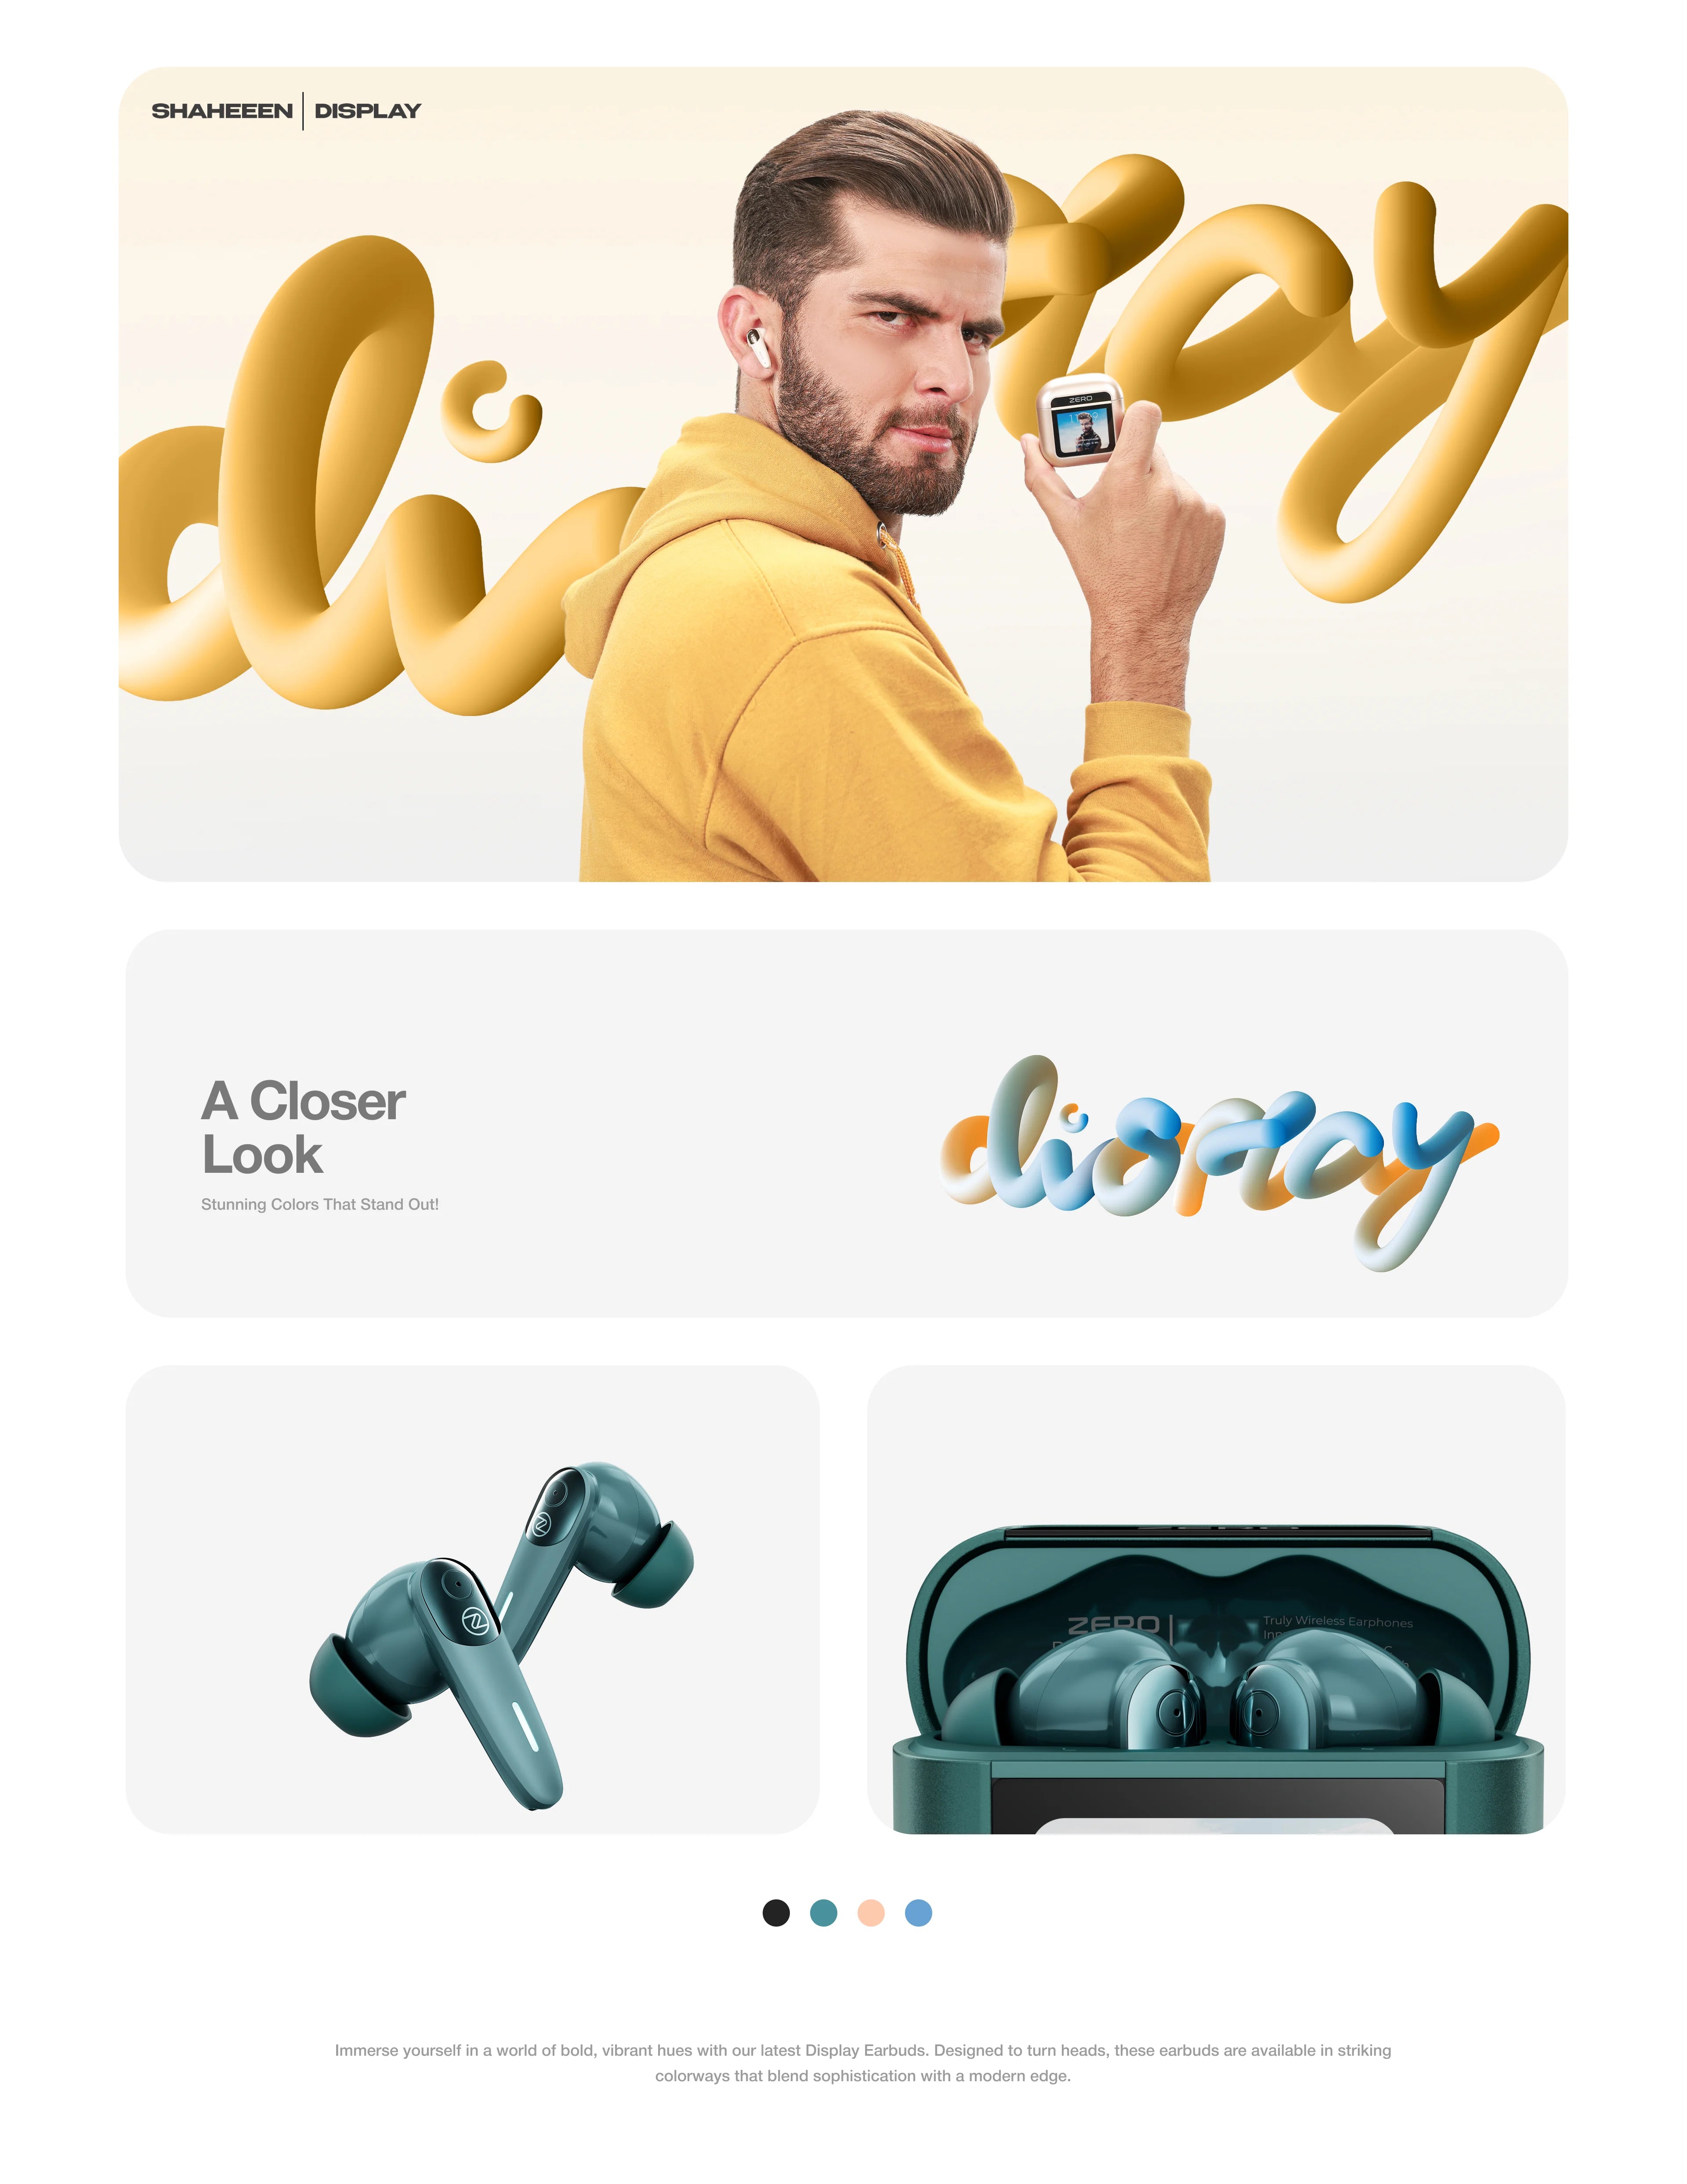 SHAHEEEN | DISPLAY
display
ZERO
A Closer
Look
Stunning Colors That Stand Out!
display
ZERO
Truly Wireless Earphones
Immerse yourself in a world of bold, vibrant hues with our latest Display Earbuds. Designed to turn heads, these earbuds are available in striking
colorways that blend sophistication with a modern edge.